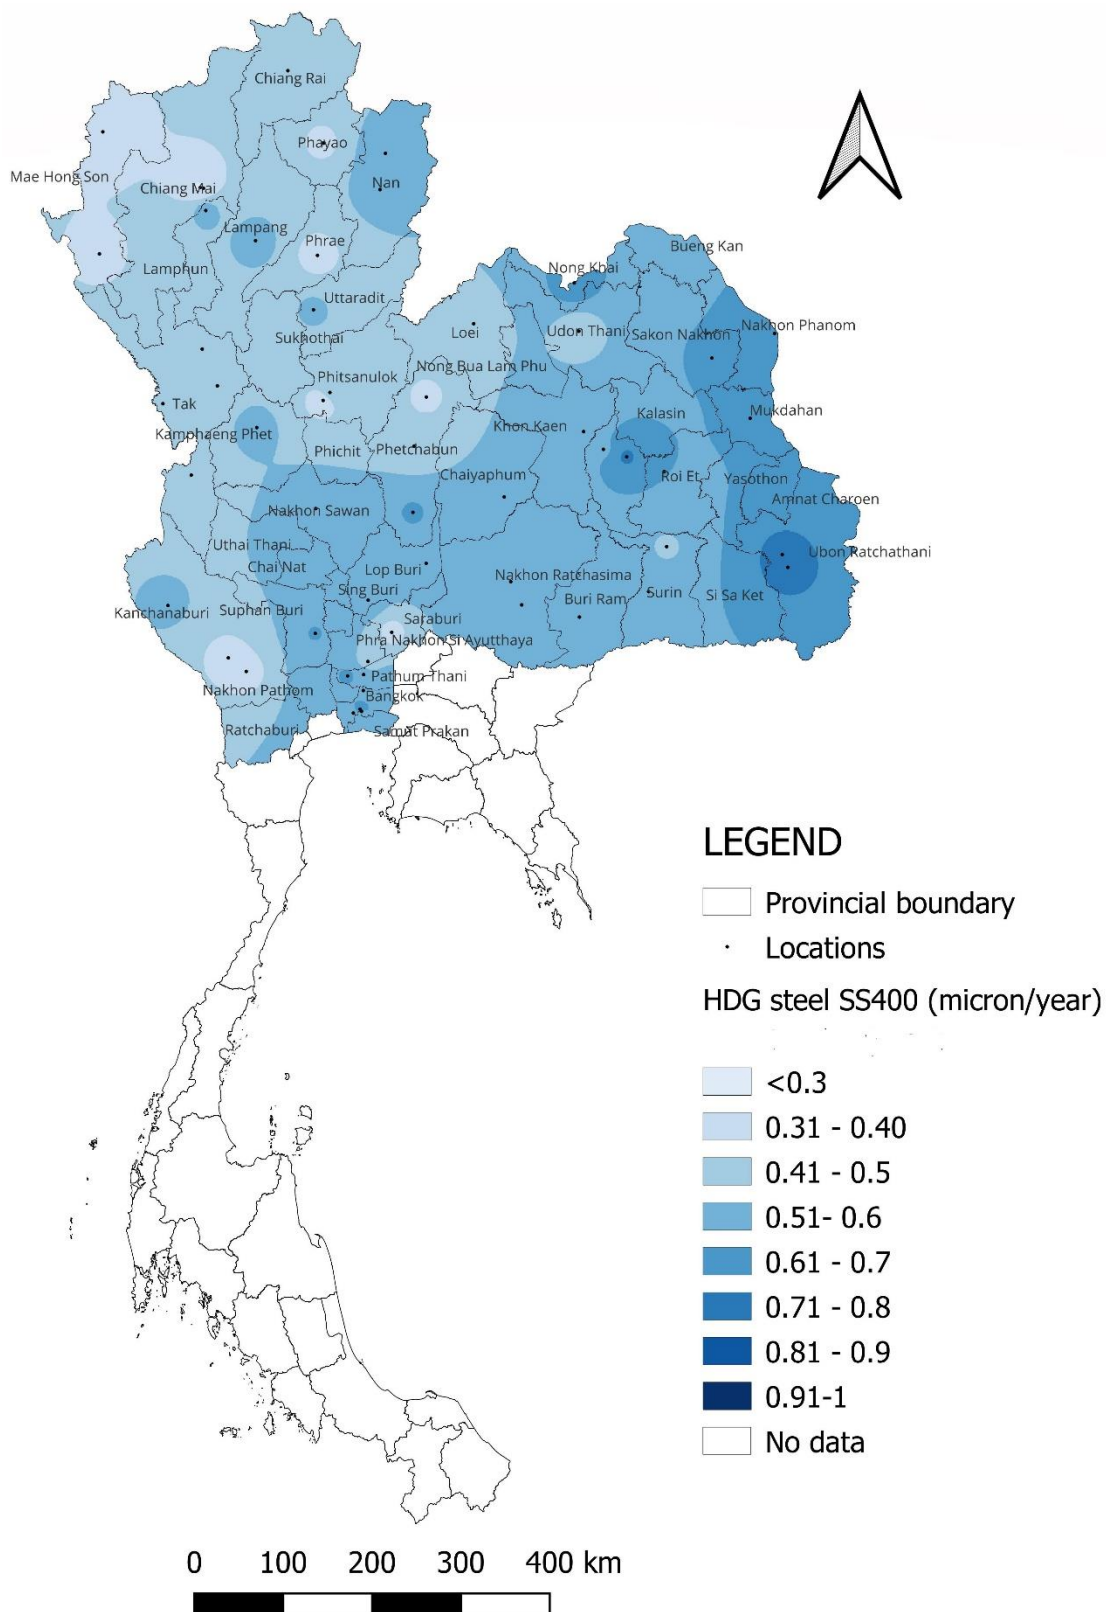 Chiang Rai
Phayao
Mae Hong Son
Chiang Mai
Nan
Lampang
Phrae
Bueng Kan
Lamphun
Nong Khai
Uttaradit
Loei
Udon Thani
Sakon Nakhon
Nakhon Phanom
Sukhothai
Nong Bua Lam Phu
Phitsanulok
Tak
Mukdahan
Kalasin
Kamphaeng Phet
Khon Kaen
Phichit
Phetchabun
Chaiyaphum
Roi Et
Yasothon
Amnat Charoen
Nakhon Sawan
Uthai Thani
Ubon Ratchathani
Chai Nat
Lop Buri
Nakhon Ratchasima
Sing Buri
Buri Ram
Surin
Si Sa Ket
Kanchanaburi
Suphan Buri
Saraburi
Phra Nakhon Si Ayutthaya
Pathum Thani
Nakhon Pathom
Bangkok
Ratchaburi
Samut Prakan
LEGEND
Provincial boundary
Locations
HDG steel SS400 (micron/year)
<0.3
0.31 - 0.40
0.41 - 0.5
0.51- 0.6
0.61 - 0.7
0.71 - 0.8
0.81 - 0.9
0.91-1
No data
0 100 200 300 400 km